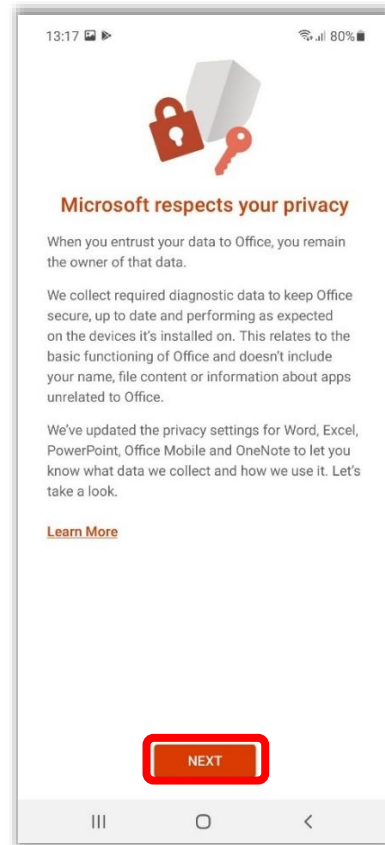 13:17 80%
Microsoft respects your privacy
When you entrust your data to Office, you remain
the owner of that data.
We collect required diagnostic data to keep Office
secure, up to date and performing as expected
on the devices it's installed on. This relates to the
basic functioning of Office and doesn't include
your name, file content or information about apps
unrelated to Office.
We've updated the privacy settings for Word, Excel,
PowerPoint, Office Mobile and OneNote to let you
know what data we collect and how we use it. Let's
take a look.
Learn More
NEXT